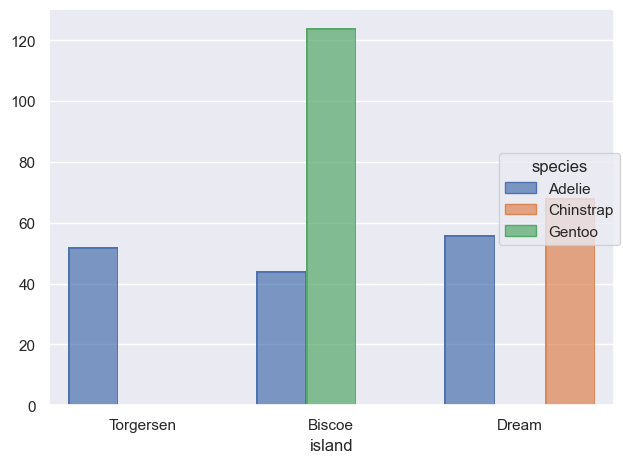 120
100
80
60
40
20
0
species
Adelie
Chinstrap
Gentoo
Torgersen Biscoe Dream
island